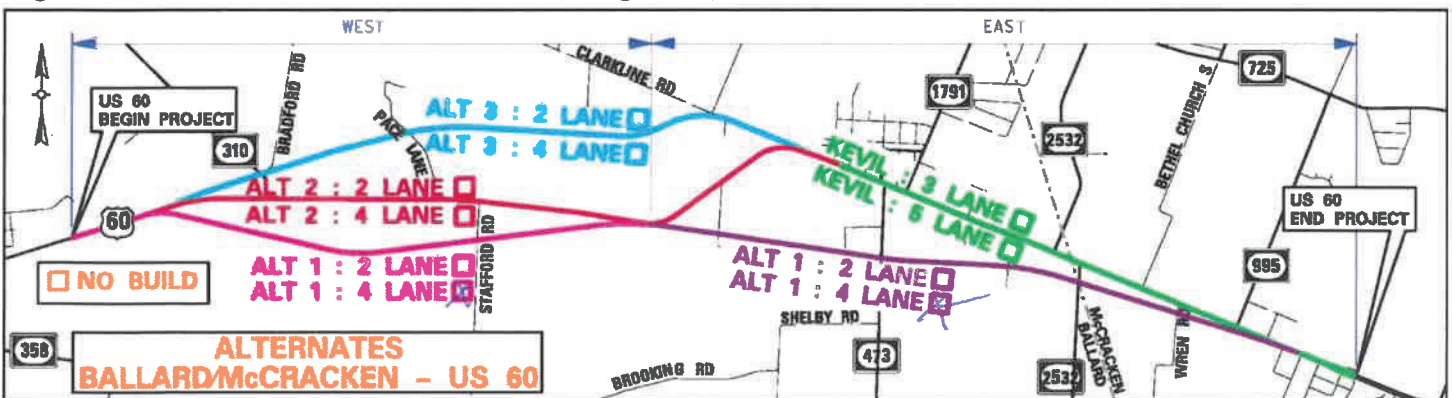 WEST
EAST
US 60
BEGIN PROJECT
310
BRADFORD RD
PACE LANE
CLARKLINE RD
1791
2532
BETHEL CHURCH S
725
ALT 3 : 2 LANE
ALT 3 : 4 LANE
60
ALT 2 : 2 LANE
ALT 2 : 4 LANE
KEVIL : 3 LANE
KEVIL : 5 LANE
US 60
END PROJECT
NO BUILD
ALT 1 : 2 LANE
ALT 1 : 4 LANE
STAFFORD RD
ALT 1 : 2 LANE
ALT 1 : 4 LANE
995
358
ALTERNATES
BALLARD/McCRACKEN - US 60
BROOKING RD
SHELBY RD
473
2532
McCRACKEN
BALLARD
WREN RD